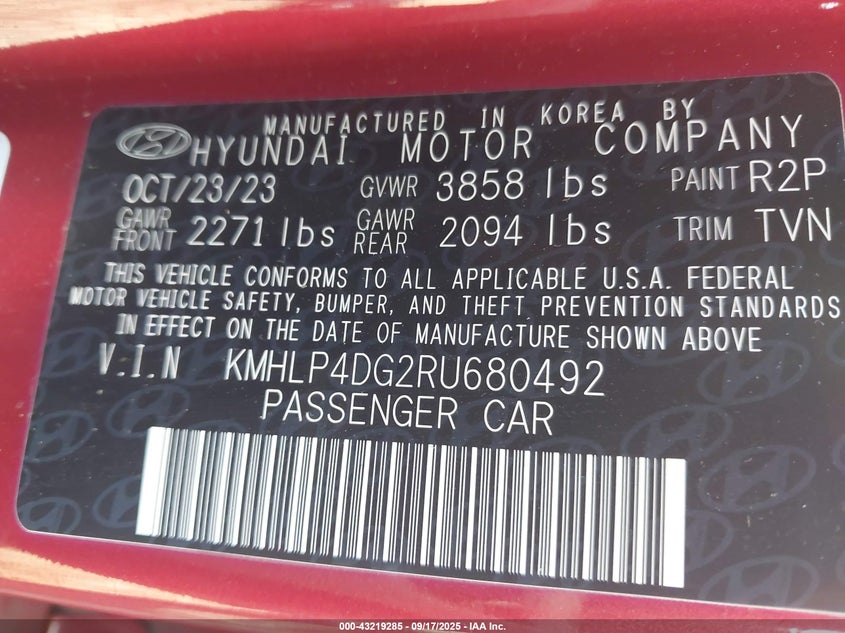 MANUFACTURED IN KOREA BY
HYUNDAI MOTOR COMPANY
OCT/23/23 GVWR 3858 lbs PAINT R2P
GAWR FRONT 2271 lbs GAWR REAR 2094 lbs TRIM TVN
THIS VEHICLE CONFORMS TO ALL APPLICABLE U.S.A. FEDERAL
MOTOR VEHICLE SAFETY, BUMPER, AND THEFT PREVENTION STANDARDS
IN EFFECT ON THE DATE OF MANUFACTURE SHOWN ABOVE
V.I.N KMHLP4DG2RU680492
PASSENGER CAR
000-43219285 - 09/17/2025 - IAA Inc.